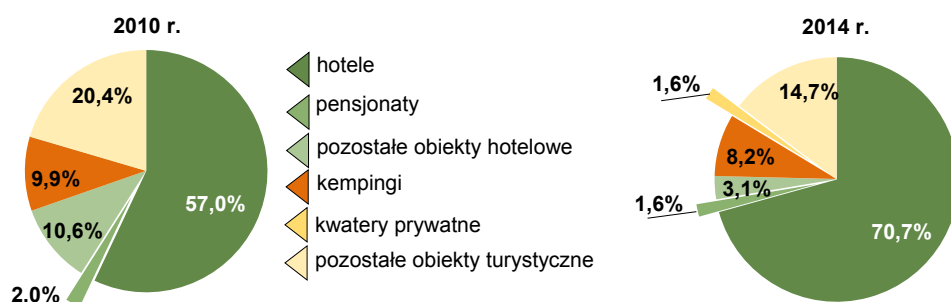 2010 r.
20,4%
9,9%
10,6%
2,0%
57,0%
hotele
pensjonaty
pozostałe obiekty hotelowe
kempingi
kwatery prywatne
pozostałe obiekty turystyczne
2014 r.
1,6%
14,7%
8,2%
3,1%
1,6%
70,7%